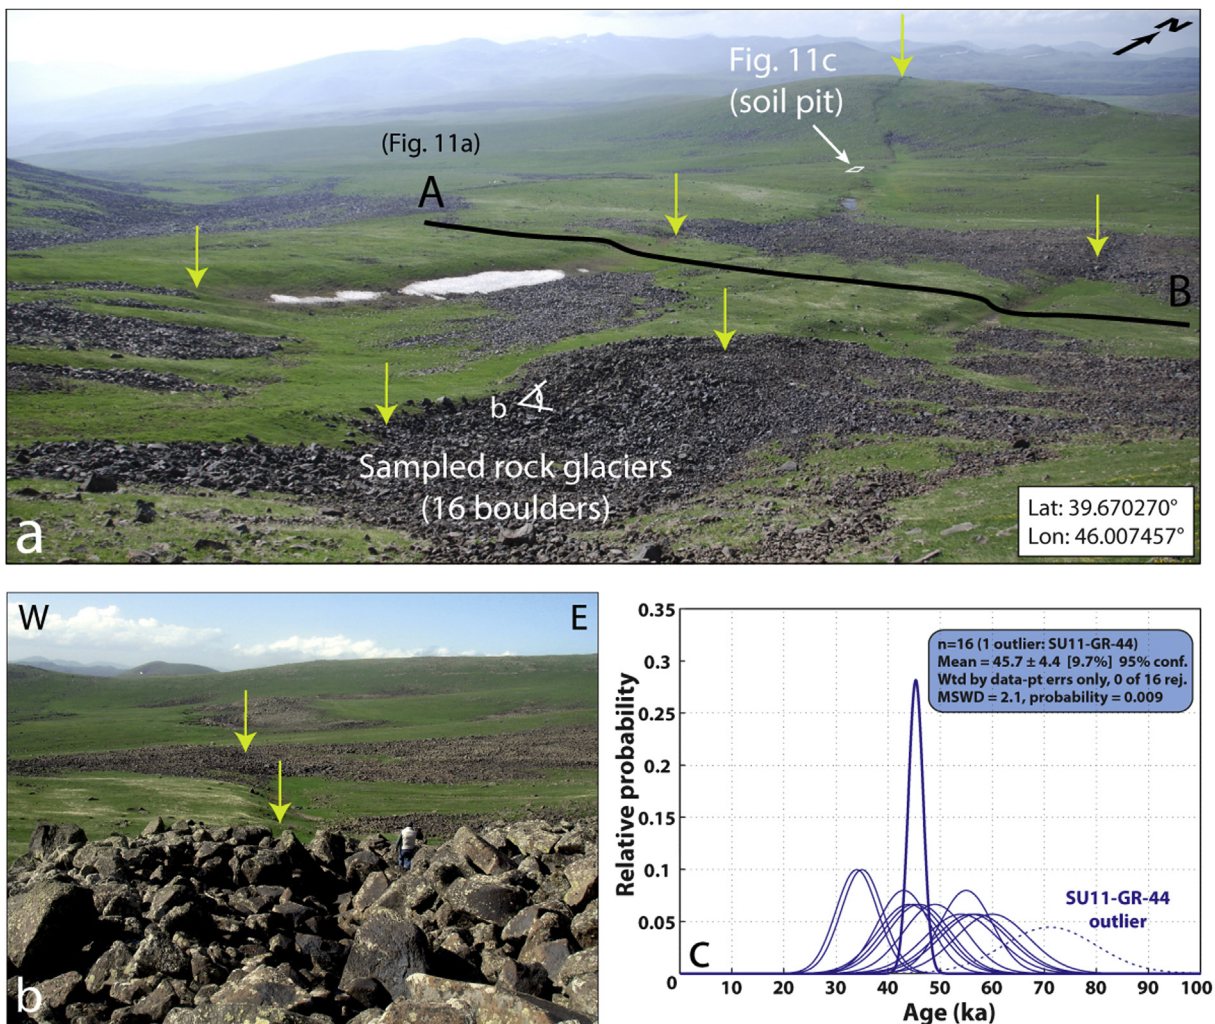 N
Fig. 11c
(soil pit)
(Fig. 11a)
A
B
b
Sampled rock glaciers
(16 boulders)
Lat: 39.670270°
Lon: 46.007457°
a
W
E
b
0.35
0.3
0.25
0.2
0.15
0.1
0.05
0
Relative probability
n=16 (1 outlier: SU11-GR-44)
Mean = 45.7 ± 4.4 [9.7%] 95% conf.
Wtd by data-pt errs only, 0 of 16 rej.
MSWD = 2.1, probability = 0.009
SU11-GR-44
outlier
C
10 20 30 40 50 60 70 80 90 100
Age (ka)